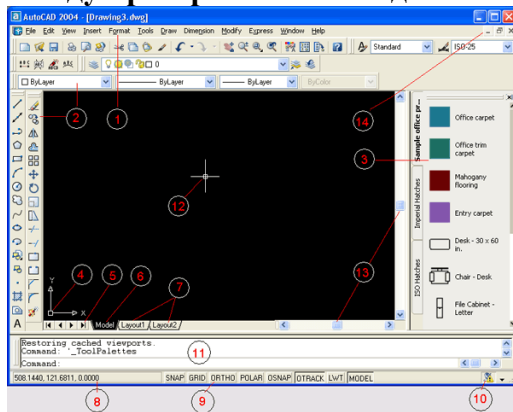 AutoCAD 2004 - [Drawing3.dwg]
File Edit View Insert Format Tools Draw Dimension Modify Express Window Help
Standard ISO-25
ByLayer ByLayer ByLayer ByColor
2
1
14
3
12
4
5
6
7
13
Y
X
Model Layout1 Layout2
Sample office pr...
Imperial Hatches
ISO Hatches
Office carpet
Office trim
carpet
Mahogany
flooring
Entry carpet
Desk - 30 x 60
in.
Chair - Desk
File Cabinet -
Letter
Restoring cached viewports.
Command: '_ToolPalettes
Command:
11
508.1440, 121.6811, 0.0000 SNAP GRID ORTHO POLAR OSNAP OTRACK LWT MODEL
8
9
10